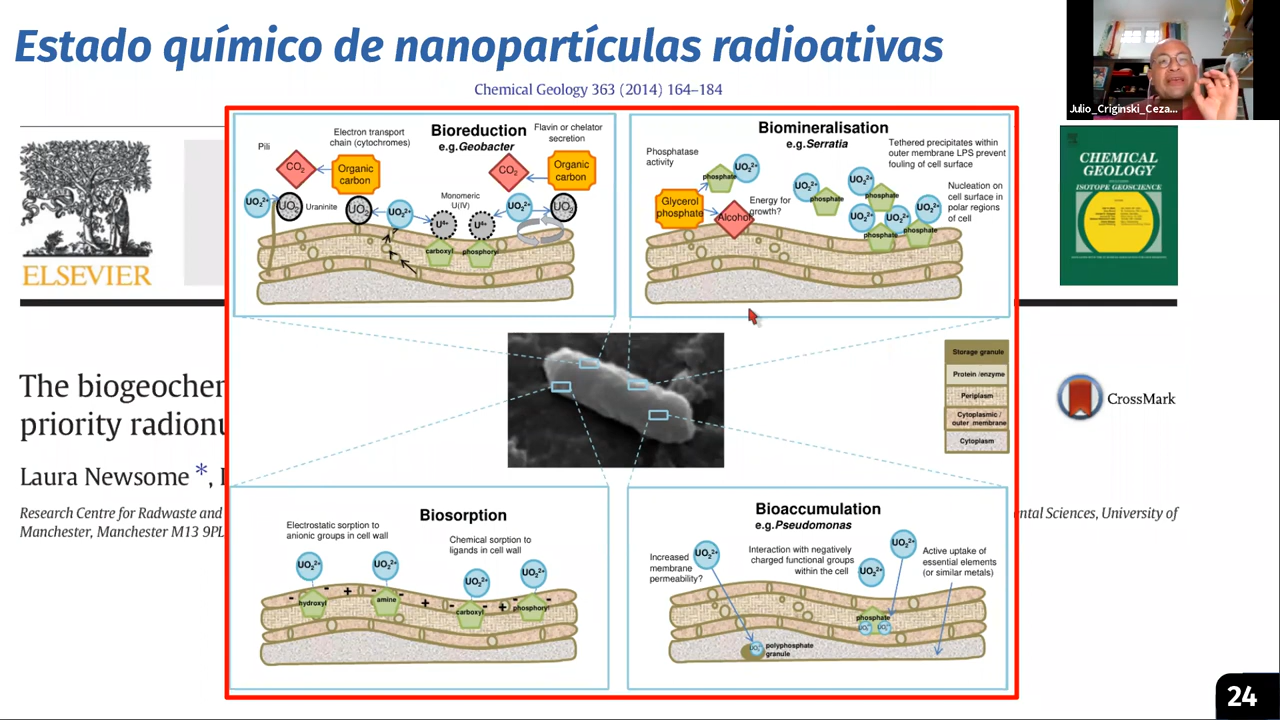 Estado químico de nanopartículas radioativas
Julio_Criginski_Ceza...
Chemical Geology 363 (2014) 164–184
ELSEVIER
CHEMICAL
GEOLOGY
ISOTOPE GEOSCIENCE
CrossMark
The biogeocher
priority radionu
Laura Newsome *,
Research Centre for Radwaste and
ental Sciences, University of
Manchester, Manchester M13 9PL
Bioreduction
e.g.Geobacter
Pili
Electron transport
chain (cytochromes)
Flavin or chelator
secretion
CO2
Organic
carbon
CO2
Organic
carbon
UO2²⁺
UO2
Uraninite
UO2
UO2²⁺
Monomeric
U(IV)
U⁴⁺
U⁴⁺
UO2²⁺
UO2
carboxyl
phosphoryl
Biomineralisation
e.g.Serratia
Phosphatase
activity
Tethered precipitates within
outer membrane LPS prevent
fouling of cell surface
Nucleation on
cell surface in
polar regions
of cell
phosphate
UO2²⁺
Glycerol
phosphate
Alcohol
Energy for
growth?
UO2²⁺
phosphate
UO2²⁺
phosphate
UO2²⁺
UO2²⁺
UO2²⁺
phosphate
phosphate
Storage granule
Protein /enzyme
Periplasm
Cytoplasmic /
outer membrane
Cytoplasm
Biosorption
Electrostatic sorption to
anionic groups in cell wall
Chemical sorption to
ligands in cell wall
UO2²⁺
UO2²⁺
UO2²⁺
UO2²⁺
- + - - + - - + -
hydroxyl
amine
carboxyl
phosphoryl
Bioaccumulation
e.g.Pseudomonas
Increased
membrane
permeability?
UO2²⁺
Interaction with negatively
charged functional groups
within the cell
UO2²⁺
UO2²⁺
Active uptake of
essential elements
(or similar metals)
phosphate
polyphosphate
granule
24